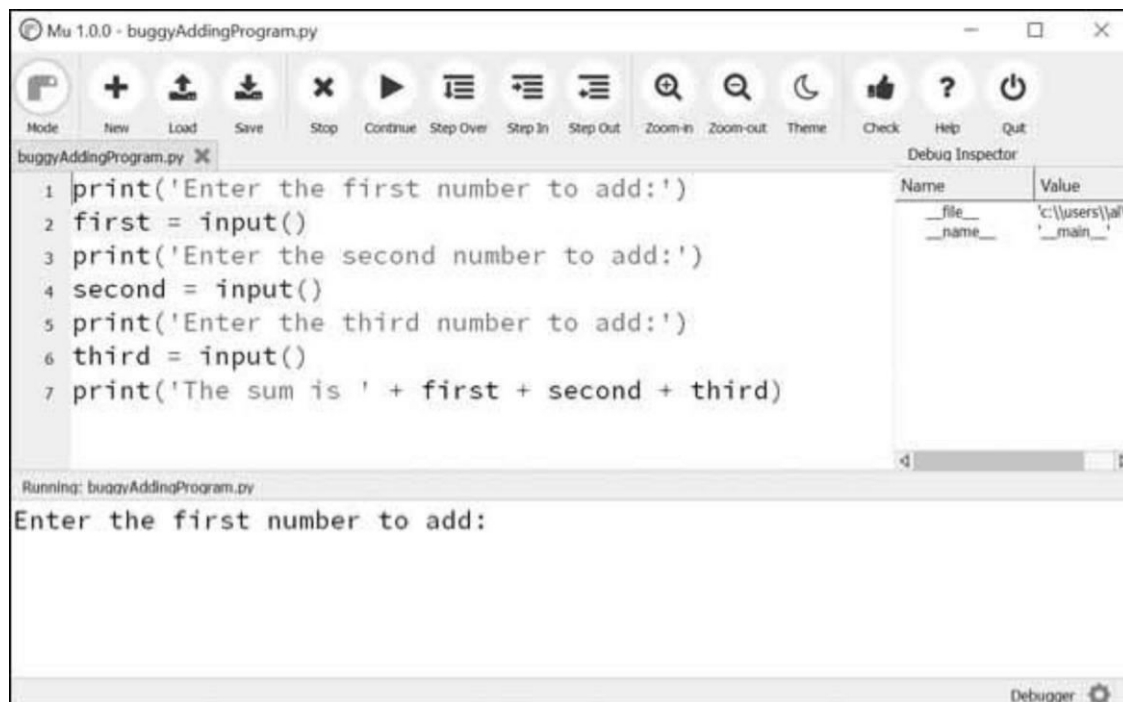 Mu 1.0.0 - buggyAddingProgram.py
Mode New Load Save Stop Continue Step Over Step In Step Out Zoom-in Zoom-out Theme Check Help Quit
buggyAddingProgram.py
1 print('Enter the first number to add:')
2 first = input()
3 print('Enter the second number to add:')
4 second = input()
5 print('Enter the third number to add:')
6 third = input()
7 print('The sum is ' + first + second + third)
Debug Inspector
Name Value
__file__ 'c:\\users\\al
__name__ '__main__'
Running: buggyAddingProgram.py
Enter the first number to add:
Debugger